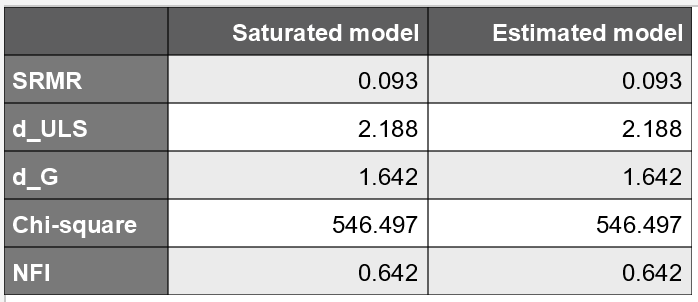 Saturated model Estimated model
SRMR 0.093 0.093
d_ULS 2.188 2.188
d_G 1.642 1.642
Chi-square 546.497 546.497
NFI 0.642 0.642